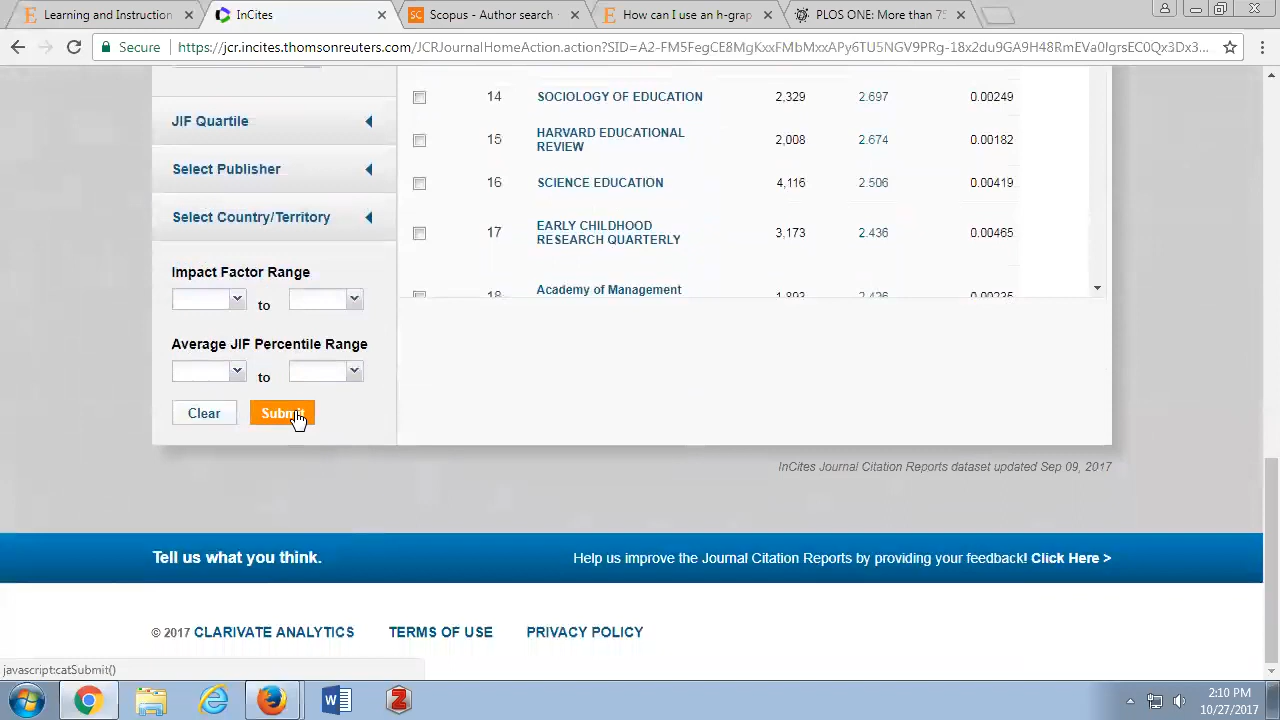 Learning and Instruction
InCites
Scopus - Author search
How can I use an h-grap
PLOS ONE: More than 75
Secure
https://jcr.incites.thomsonreuters.com/JCRJournalHomeAction.action?SID=A2-FM5FegCE8MgKxxFMbMxxAPy6TU5NGV9PRg-18x2du9GA9H48RmEVa0IgrsEC0Qx3Dx3...
14 SOCIOLOGY OF EDUCATION 2,329 2.697 0.00249
JIF Quartile
15 HARVARD EDUCATIONAL REVIEW 2,008 2.674 0.00182
Select Publisher
16 SCIENCE EDUCATION 4,116 2.506 0.00419
Select Country/Territory
17 EARLY CHILDHOOD RESEARCH QUARTERLY 3,173 2.436 0.00465
Impact Factor Range
18 Academy of Management 1,893 2.426 0.00235
to
Average JIF Percentile Range
to
Clear
Submit
InCites Journal Citation Reports dataset updated Sep 09, 2017
Tell us what you think.
Help us improve the Journal Citation Reports by providing your feedback! Click Here >
© 2017 CLARIVATE ANALYTICS TERMS OF USE PRIVACY POLICY
javascript:catSubmit()
2:10 PM
10/27/2017